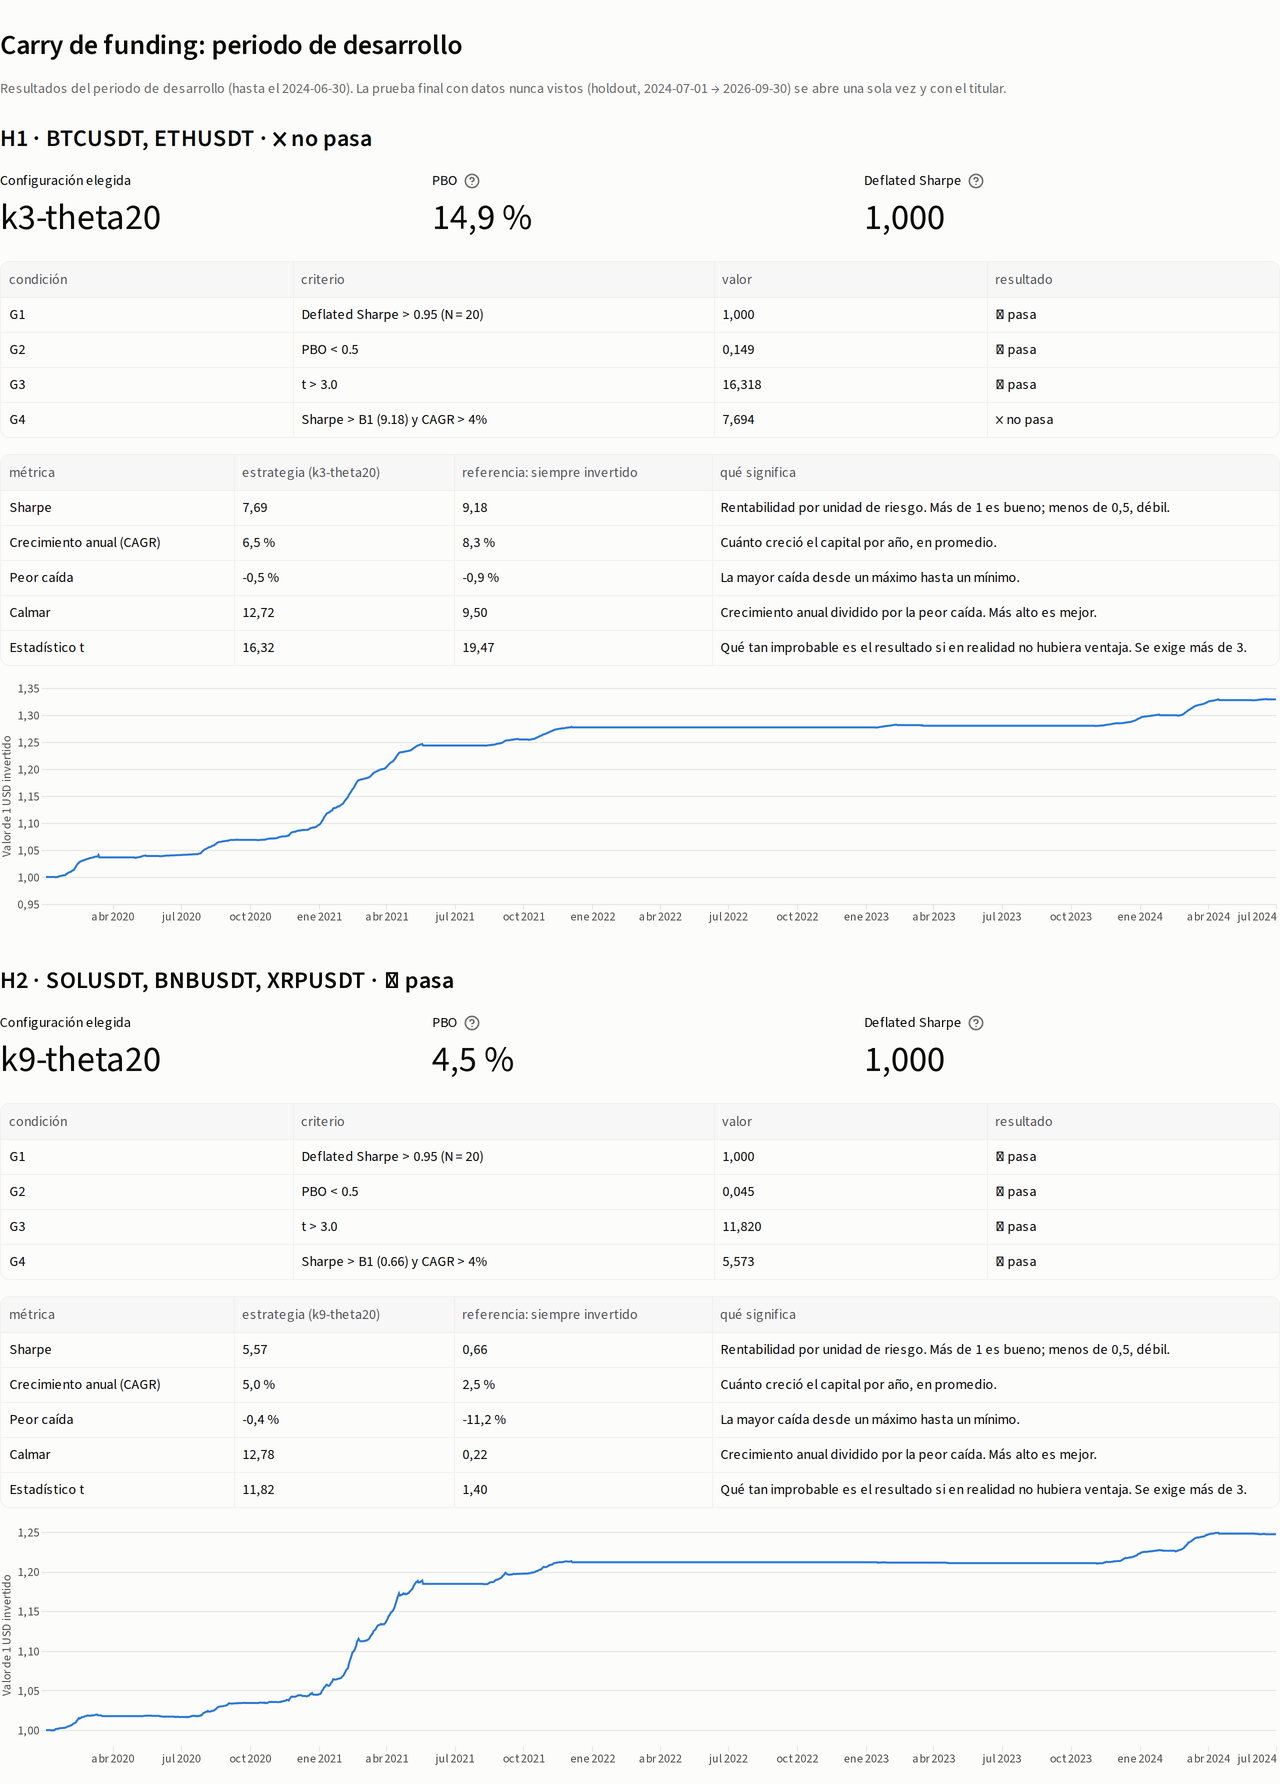 Carry de funding: periodo de desarrollo
Resultados del periodo de desarrollo (hasta el 2024-06-30). La prueba final con datos nunca vistos (holdout, 2024-07-01 → 2026-09-30) se abre una sola vez y con el titular.
H1 · BTCUSDT, ETHUSDT · ✕ no pasa
Configuración elegida PBO Deflated Sharpe
k3-theta20 14,9 % 1,000
condición criterio valor resultado
G1 Deflated Sharpe > 0.95 (N = 20) 1,000 pasa
G2 PBO < 0.5 0,149 pasa
G3 t > 3.0 16,318 pasa
G4 Sharpe > B1 (9.18) y CAGR > 4% 7,694 ✕ no pasa
métrica estrategia (k3-theta20) referencia: siempre invertido qué significa
Sharpe 7,69 9,18 Rentabilidad por unidad de riesgo. Más de 1 es bueno; menos de 0,5, débil.
Crecimiento anual (CAGR) 6,5 % 8,3 % Cuánto creció el capital por año, en promedio.
Peor caída -0,5 % -0,9 % La mayor caída desde un máximo hasta un mínimo.
Calmar 12,72 9,50 Crecimiento anual dividido por la peor caída. Más alto es mejor.
Estadístico t 16,32 19,47 Qué tan improbable es el resultado si en realidad no hubiera ventaja. Se exige más de 3.
Valor de 1 USD invertido
1,35
1,30
1,25
1,20
1,15
1,10
1,05
1,00
0,95
abr 2020 jul 2020 oct 2020 ene 2021 abr 2021 jul 2021 oct 2021 ene 2022 abr 2022 jul 2022 oct 2022 ene 2023 abr 2023 jul 2023 oct 2023 ene 2024 abr 2024 jul 2024
H2 · SOLUSDT, BNBUSDT, XRPUSDT · pasa
Configuración elegida PBO Deflated Sharpe
k9-theta20 4,5 % 1,000
condición criterio valor resultado
G1 Deflated Sharpe > 0.95 (N = 20) 1,000 pasa
G2 PBO < 0.5 0,045 pasa
G3 t > 3.0 11,820 pasa
G4 Sharpe > B1 (0.66) y CAGR > 4% 5,573 pasa
métrica estrategia (k9-theta20) referencia: siempre invertido qué significa
Sharpe 5,57 0,66 Rentabilidad por unidad de riesgo. Más de 1 es bueno; menos de 0,5, débil.
Crecimiento anual (CAGR) 5,0 % 2,5 % Cuánto creció el capital por año, en promedio.
Peor caída -0,4 % -11,2 % La mayor caída desde un máximo hasta un mínimo.
Calmar 12,78 0,22 Crecimiento anual dividido por la peor caída. Más alto es mejor.
Estadístico t 11,82 1,40 Qué tan improbable es el resultado si en realidad no hubiera ventaja. Se exige más de 3.
Valor de 1 USD invertido
1,25
1,20
1,15
1,10
1,05
1,00
abr 2020 jul 2020 oct 2020 ene 2021 abr 2021 jul 2021 oct 2021 ene 2022 abr 2022 jul 2022 oct 2022 ene 2023 abr 2023 jul 2023 oct 2023 ene 2024 abr 2024 jul 2024